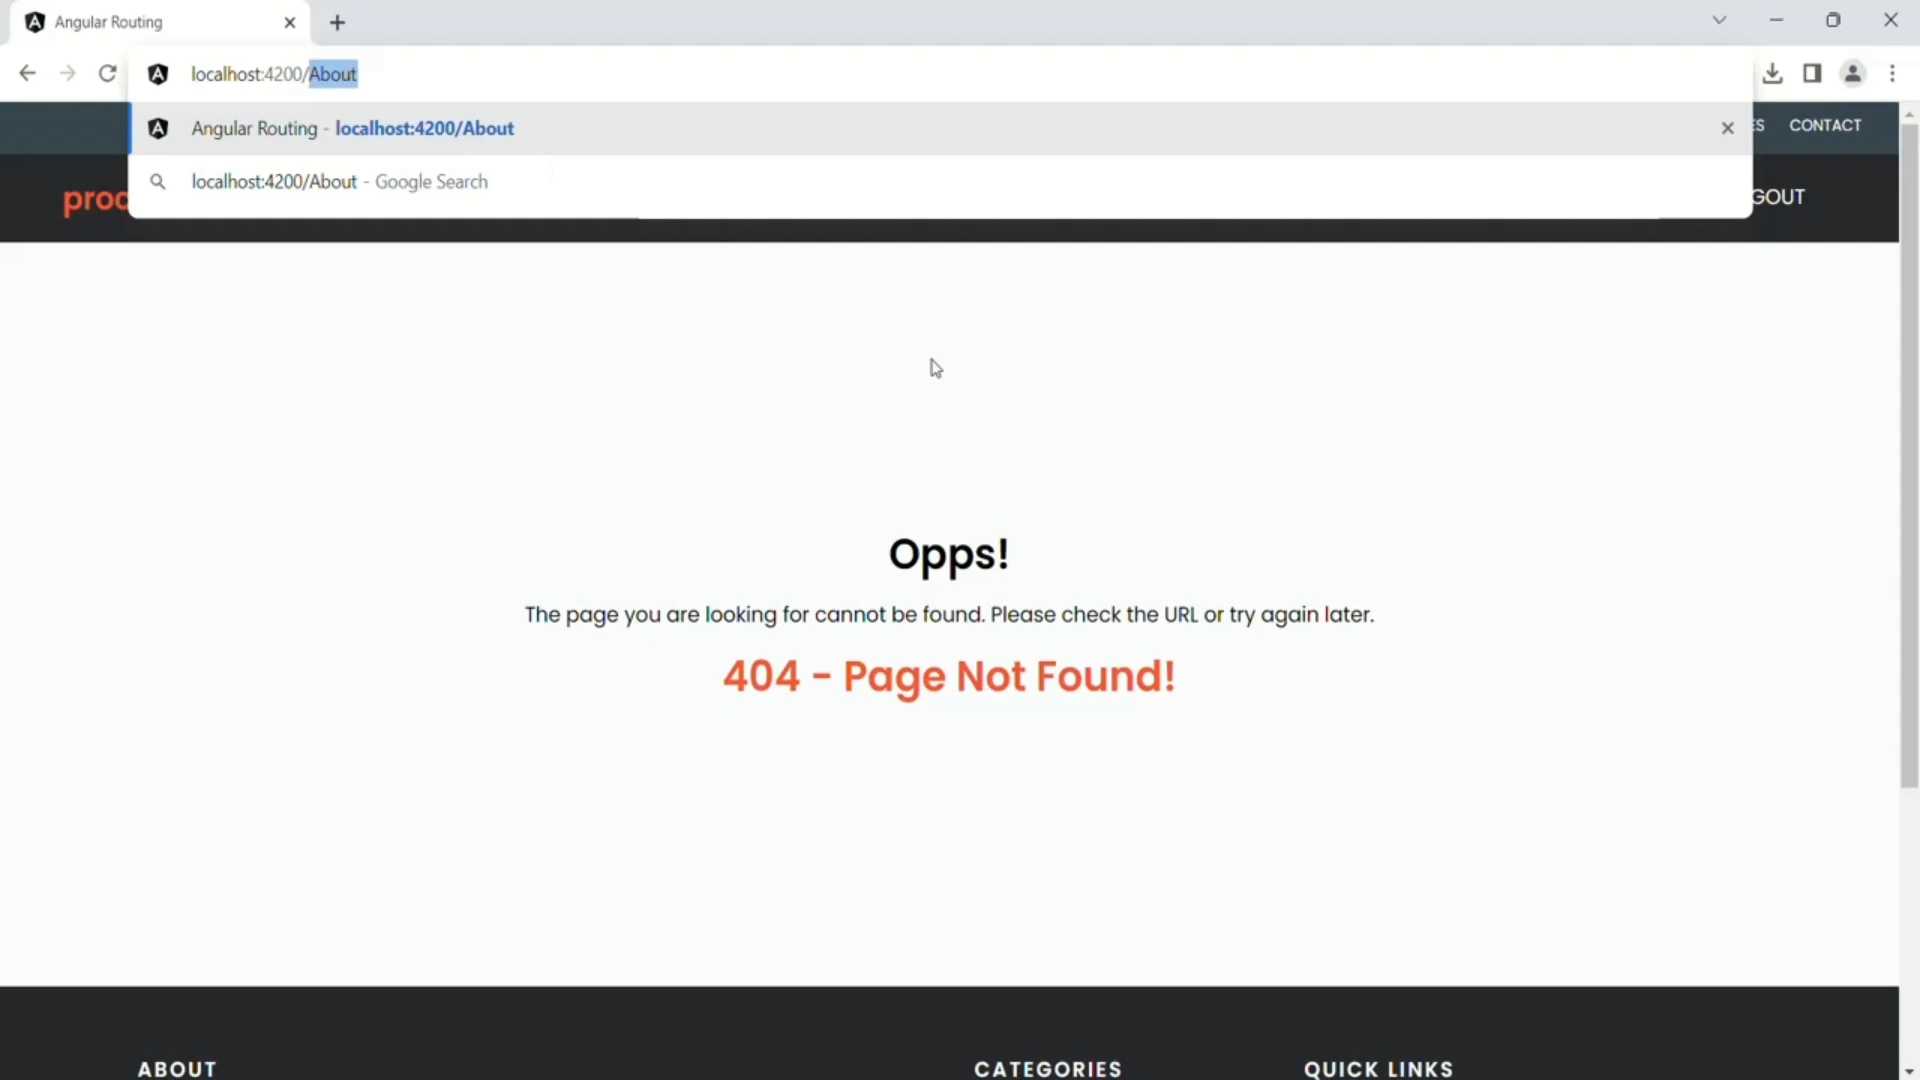 Angular Routing
localhost:4200/About
Angular Routing - localhost:4200/About
ES CONTACT
localhost:4200/About - Google Search
proc
GOUT
Opps!
The page you are looking for cannot be found. Please check the URL or try again later.
404 - Page Not Found!
ABOUT
CATEGORIES
QUICK LINKS